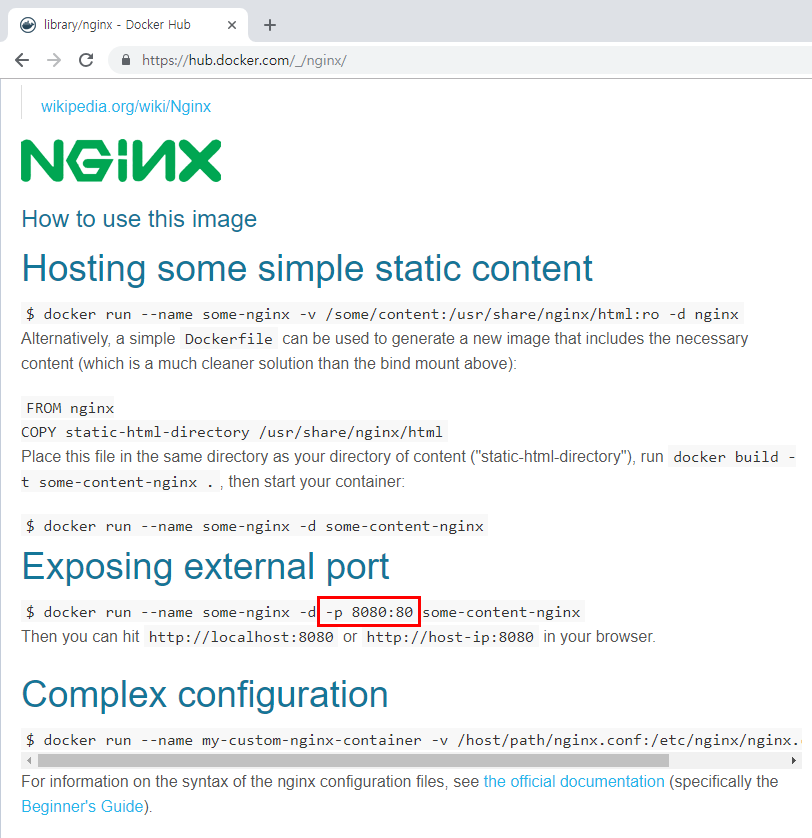 library/nginx - Docker Hub
https://hub.docker.com/_/nginx/
wikipedia.org/wiki/Nginx
NGINX
How to use this image
Hosting some simple static content
$ docker run --name some-nginx -v /some/content:/usr/share/nginx/html:ro -d nginx
Alternatively, a simple Dockerfile can be used to generate a new image that includes the necessary
content (which is a much cleaner solution than the bind mount above):
FROM nginx
COPY static-html-directory /usr/share/nginx/html
Place this file in the same directory as your directory of content ("static-html-directory"), run docker build -
t some-content-nginx . , then start your container:
$ docker run --name some-nginx -d some-content-nginx
Exposing external port
$ docker run --name some-nginx -d -p 8080:80 some-content-nginx
Then you can hit http://localhost:8080 or http://host-ip:8080 in your browser.
Complex configuration
$ docker run --name my-custom-nginx-container -v /host/path/nginx.conf:/etc/nginx/nginx.
For information on the syntax of the nginx configuration files, see the official documentation (specifically the
Beginner's Guide).